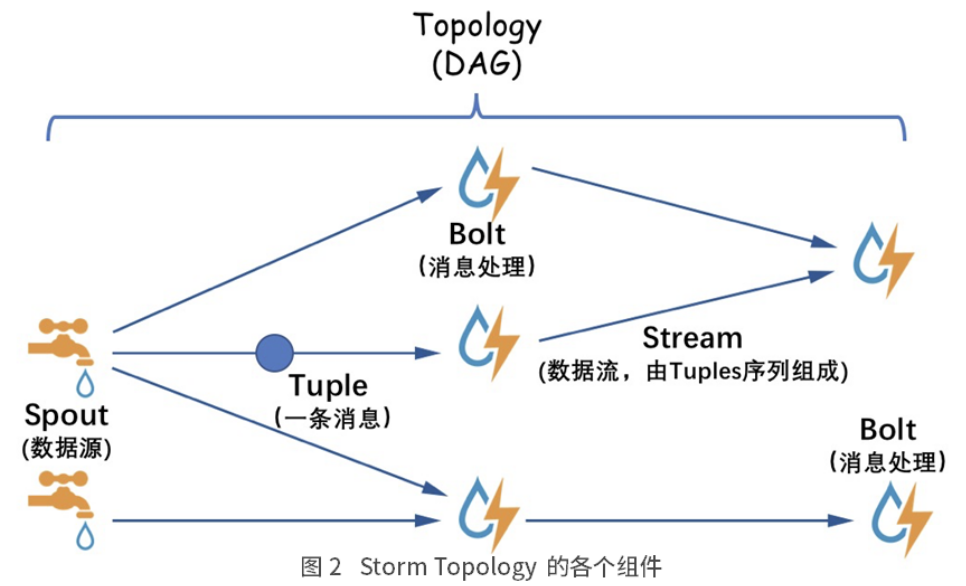 Topology
(DAG)
Bolt
(消息处理)
Stream
(数据流，由Tuples序列组成)
Tuple
(一条消息)
Spout
(数据源)
Bolt
(消息处理)
图 2 Storm Topology 的各个组件